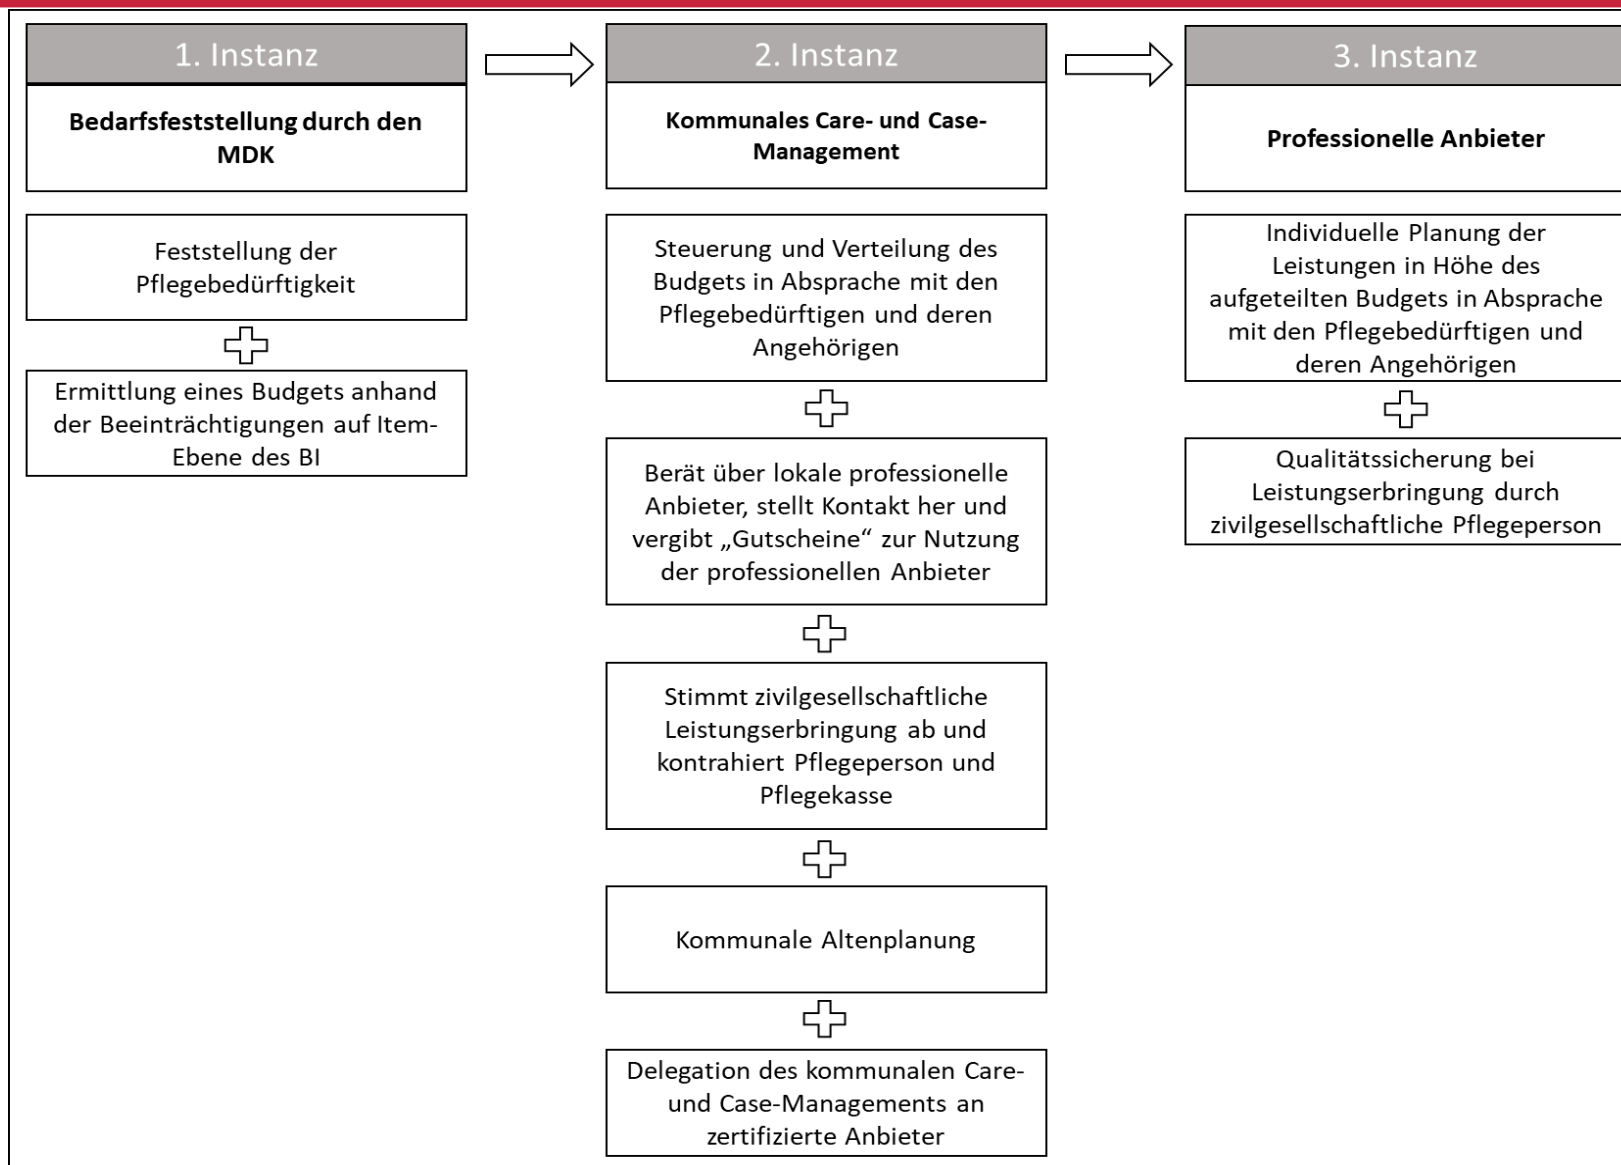 1. Instanz
Bedarfsfeststellung durch den
MDK
Feststellung der
Pflegebedürftigkeit
Ermittlung eines Budgets anhand
der Beeinträchtigungen auf Item-
Ebene des BI
2. Instanz
Kommunales Care- und Case-
Management
Steuerung und Verteilung des
Budgets in Absprache mit den
Pflegebedürftigen und deren
Angehörigen
Berät über lokale professionelle
Anbieter, stellt Kontakt her und
vergibt „Gutscheine“ zur Nutzung
der professionellen Anbieter
Stimmt zivilgesellschaftliche
Leistungserbringung ab und
kontrahiert Pflegeperson und
Pflegekasse
Kommunale Altenplanung
Delegation des kommunalen Care-
und Case-Managements an
zertifizierte Anbieter
3. Instanz
Professionelle Anbieter
Individuelle Planung der
Leistungen in Höhe des
aufgeteilten Budgets in Absprache
mit den Pflegebedürftigen und
deren Angehörigen
Qualitätssicherung bei
Leistungserbringung durch
zivilgesellschaftliche Pflegeperson